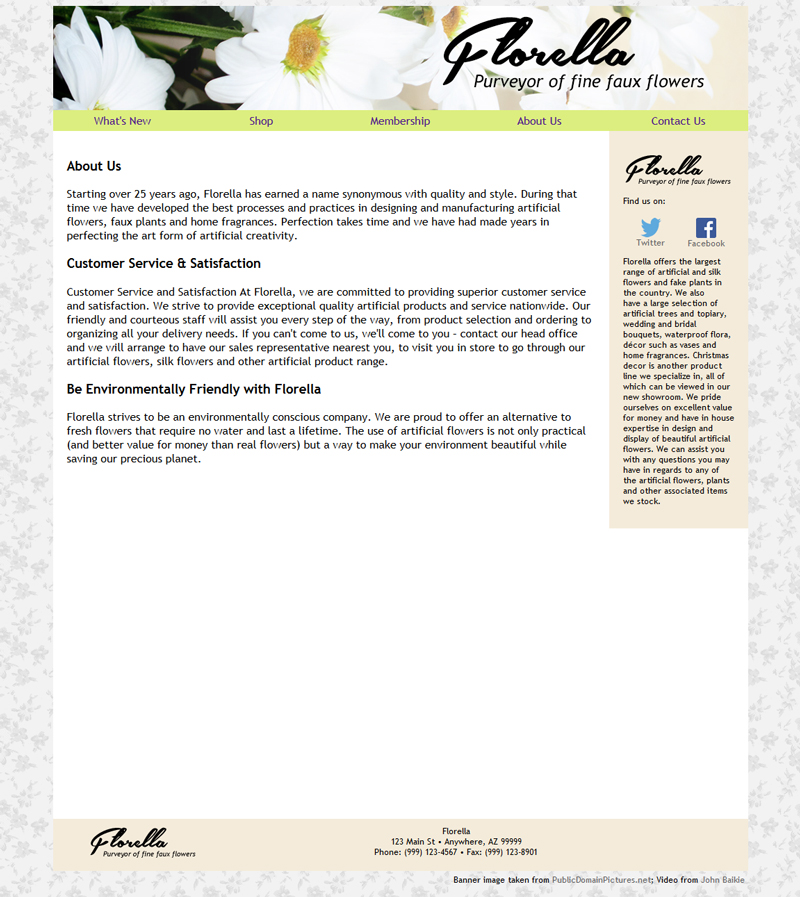 Florella
Purveyor of fine faux flowers
What's New
Shop
Membership
About Us
Contact Us
About Us
Starting over 25 years ago, Florella has earned a name synonymous with quality and style. During that
time we have developed the best processes and practices in designing and manufacturing artificial
flowers, faux plants and home fragrances. Perfection takes time and we have had made years in
perfecting the art form of artificial creativity.
Customer Service & Satisfaction
Customer Service and Satisfaction At Florella, we are committed to providing superior customer service
and satisfaction. We strive to provide exceptional quality artificial products and service nationwide. Our
friendly and courteous staff will assist you every step of the way, from product selection and ordering to
organizing all your delivery needs. If you can't come to us, we'll come to you – contact our head office
and we will arrange to have our sales representative nearest you, to visit you in store to go through our
artificial flowers, silk flowers and other artificial product range.
Be Environmentally Friendly with Florella
Florella strives to be an environmentally conscious company. We are proud to offer an alternative to
fresh flowers that require no water and last a lifetime. The use of artificial flowers is not only practical
(and better value for money than real flowers) but a way to make your environment beautiful while
saving our precious planet.
Florella
Purveyor of fine faux flowers
Find us on:
Twitter
Facebook
Florella offers the largest
range of artificial and silk
flowers and fake plants in
the country. We also
have a large selection of
artificial trees and topiary,
wedding and bridal
bouquets, waterproof flora,
décor such as vases and
home fragrances. Christmas
decor is another product
line we specialize in, all of
which can be viewed in our
new showroom. We pride
ourselves on excellent value
for money and have in house
expertise in design and
display of beautiful artificial
flowers. We can assist you
with any questions you may
have in regards to any of
the artificial flowers, plants
and other associated items
we stock.
Florella
Purveyor of fine faux flowers
Florella
123 Main St • Anywhere, AZ 99999
Phone: (999) 123-4567 • Fax: (999) 123-8901
Banner image taken from PublicDomainPictures.net; Video from John Baikie